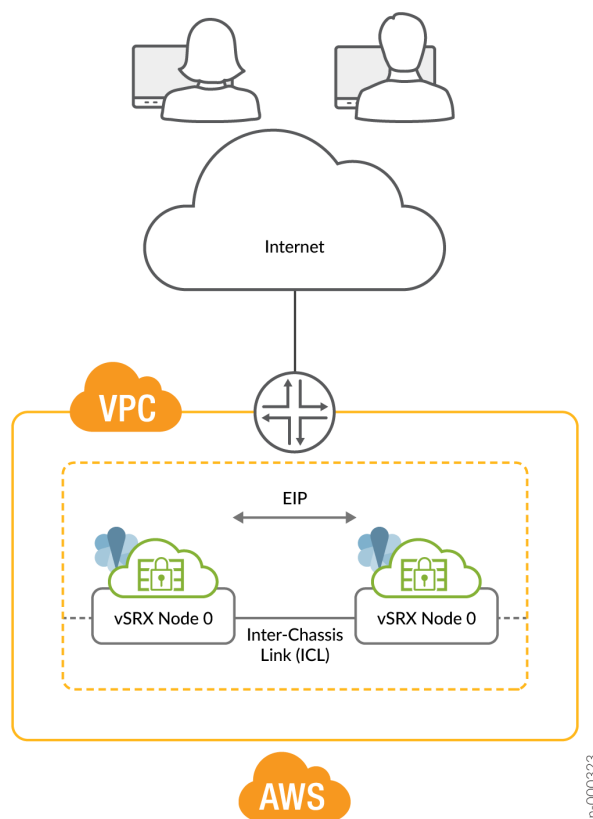 Internet
VPC
EIP
vSRX Node 0
vSRX Node 0
Inter-Chassis
Link (ICL)
AWS